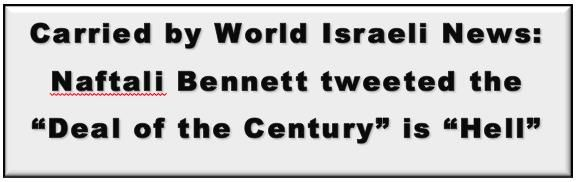 Carried by World Israeli News:
Naftali Bennett tweeted the
“Deal of the Century” is “Hell”